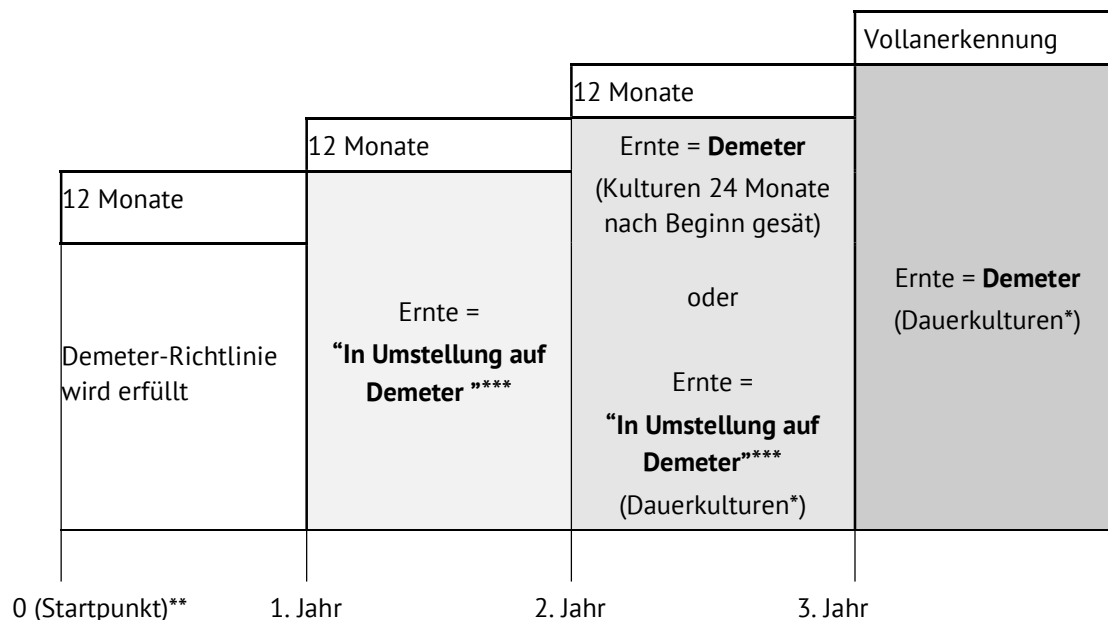 12 Monate
Demeter-Richtlinie
wird erfüllt
12 Monate
Ernte =
“In Umstellung auf
Demeter ”***
12 Monate
Ernte = Demeter
(Kulturen 24 Monate
nach Beginn gesät)
oder
Ernte =
“In Umstellung auf
Demeter”***
(Dauerkulturen*)
Vollanerkennung
Ernte = Demeter
(Dauerkulturen*)
0 (Startpunkt)**
1. Jahr
2. Jahr
3. Jahr